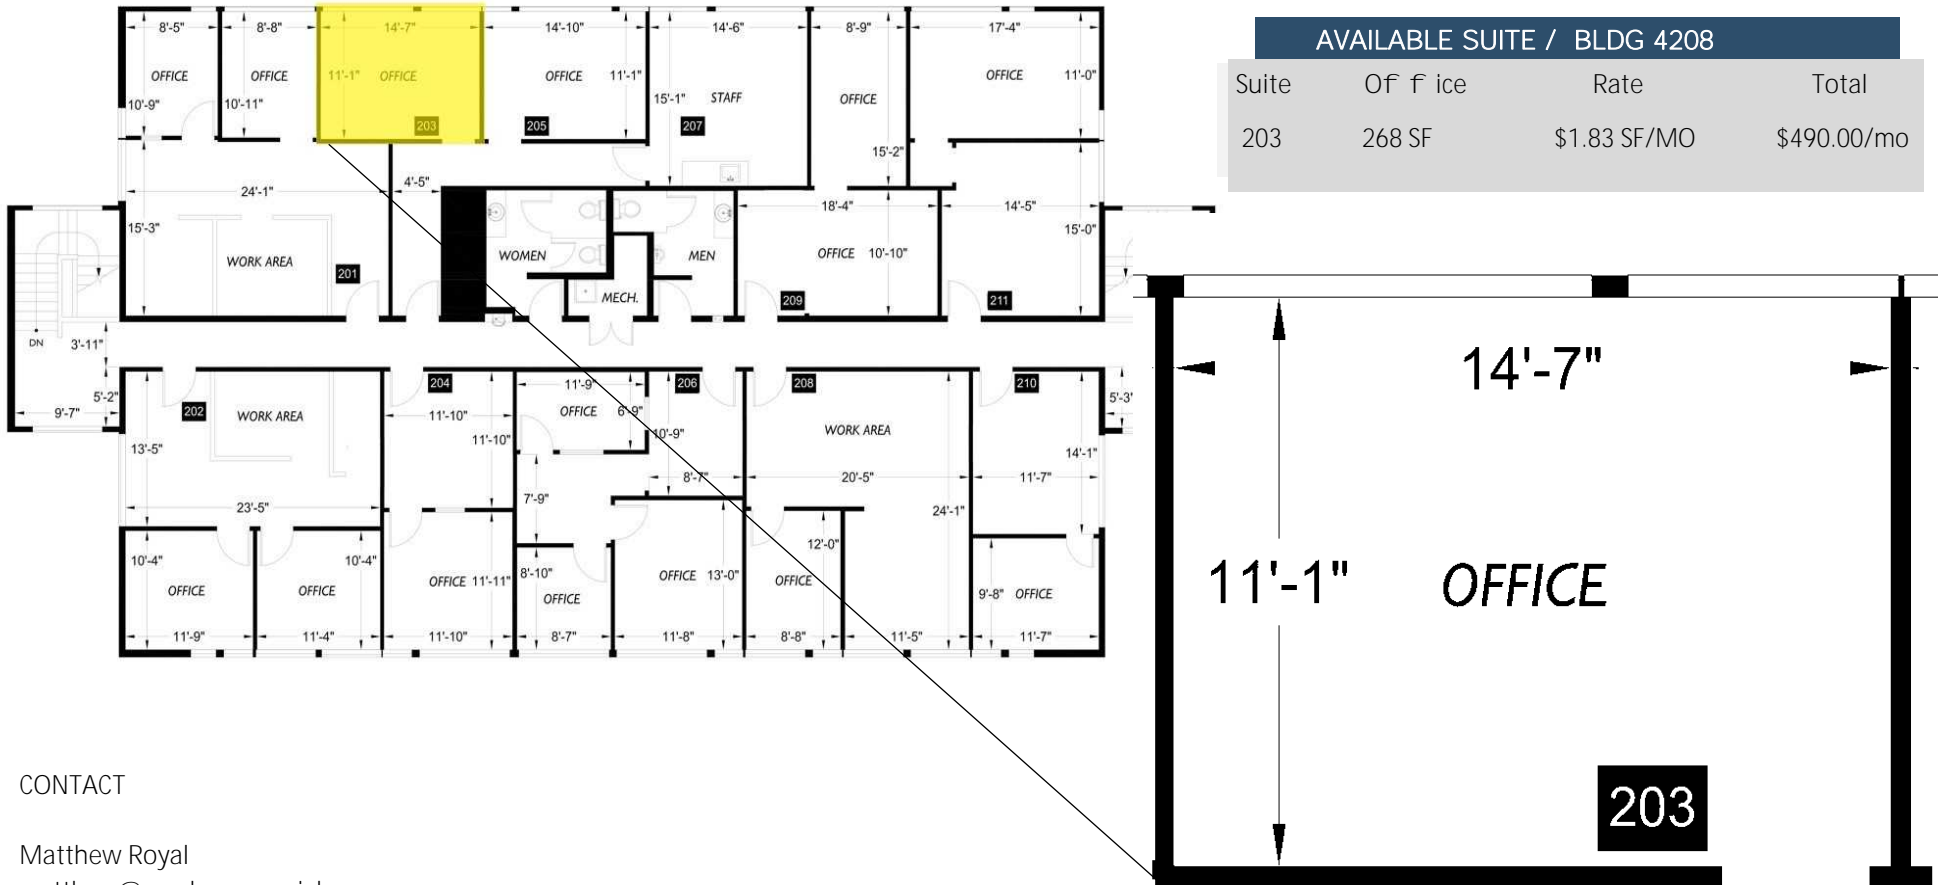 AVAILABLE SUITE / BLDG 4208
Suite Office Rate Total
203 268 SF $1.83 SF/MO $490.00/mo
8'-5" 8'-8" 14'-7" 14'-10" 14'-6" 8'-9" 17'-4"
OFFICE OFFICE 11'-1" OFFICE OFFICE 11'-1" OFFICE 11'-0"
10'-9" 10'-11" 15'-1" STAFF OFFICE
203 205 207
15'-2"
24'-1" 4'-5" 18'-4" 14'-5"
15'-3" 15'-0"
WORK AREA WOMEN MEN OFFICE 10'-10"
201 MECH. 209 211
DN 3'-11"
204 11'-9" 206 208 210
9'-7" 5'-2" 202 WORK AREA 11'-10" OFFICE 6'-9" 5'-3"
13'-5" 11'-10" 10'-9" WORK AREA 14'-1"
8'-7" 20'-5" 11'-7"
23'-5" 7'-9" 24'-1"
10'-4" 10'-4" 12'-0"
OFFICE OFFICE OFFICE 11'-11" 8'-10" OFFICE OFFICE 13'-0" OFFICE 9'-8" OFFICE
11'-9" 11'-4" 11'-10" 8'-7" 11'-8" 8'-8" 11'-5" 11'-7"
14'-7"
11'-1" OFFICE
203
CONTACT
Matthew Royal